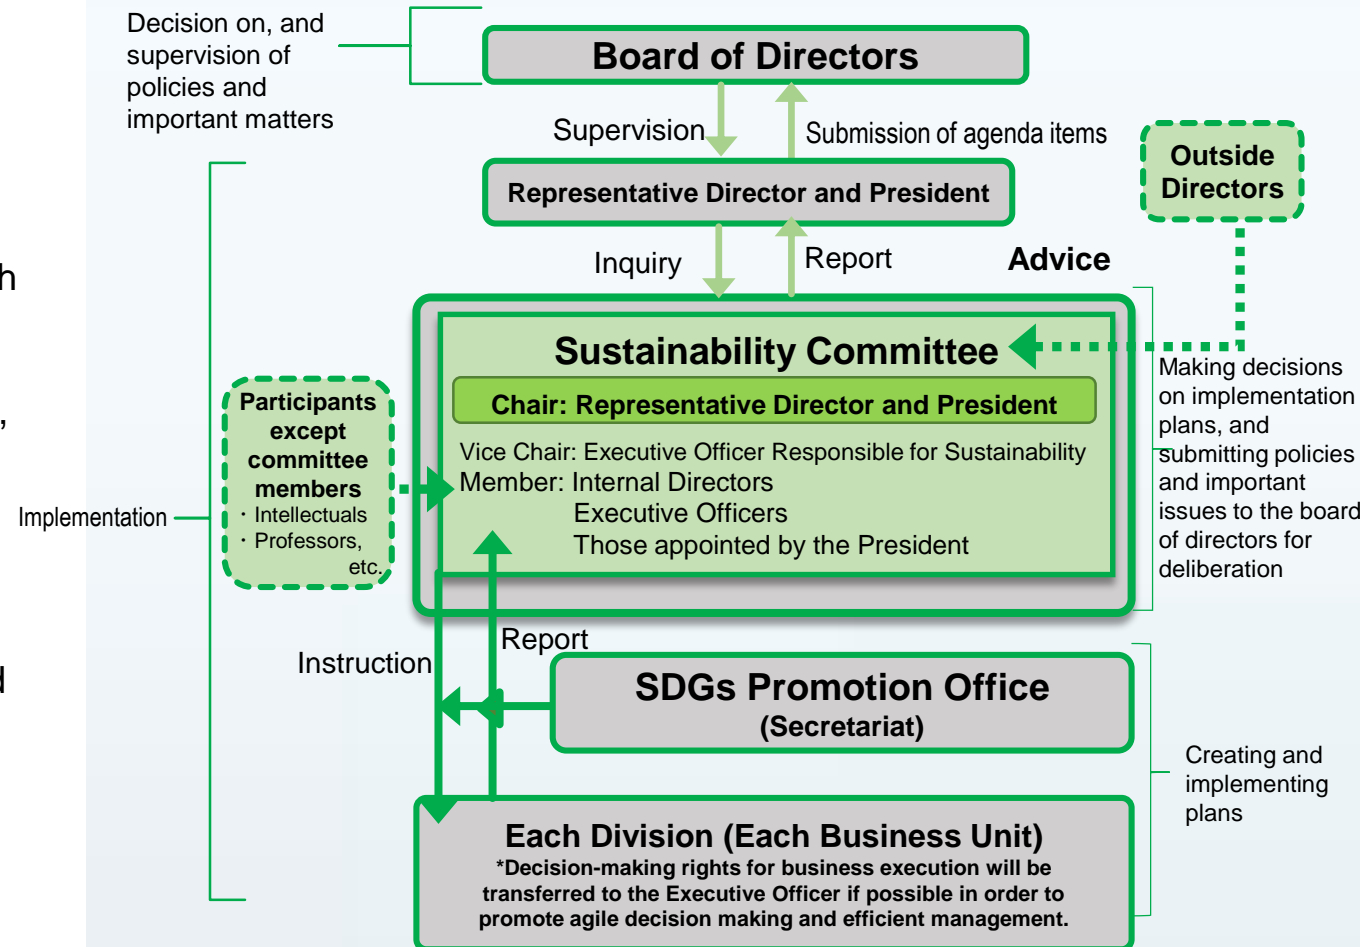 Decision on, and
supervision of
policies and
important matters
Board of Directors
Supervision
Submission of agenda items
Outside
Directors
Representative Director and President
Inquiry
Report
Advice
h
Sustainability Committee
Chair: Representative Director and President
Vice Chair: Executive Officer Responsible for Sustainability
Member: Internal Directors
Executive Officers
Those appointed by the President
Making decisions
on implementation
plans, and
submitting policies
and important
issues to the board
of directors for
deliberation
Participants
except
committee
members
・Intellectuals
・Professors,
etc.
,
Implementation
Instruction
Report
d
SDGs Promotion Office
(Secretariat)
Creating and
implementing
plans
Each Division (Each Business Unit)
*Decision-making rights for business execution will be
transferred to the Executive Officer if possible in order to
promote agile decision making and efficient management.